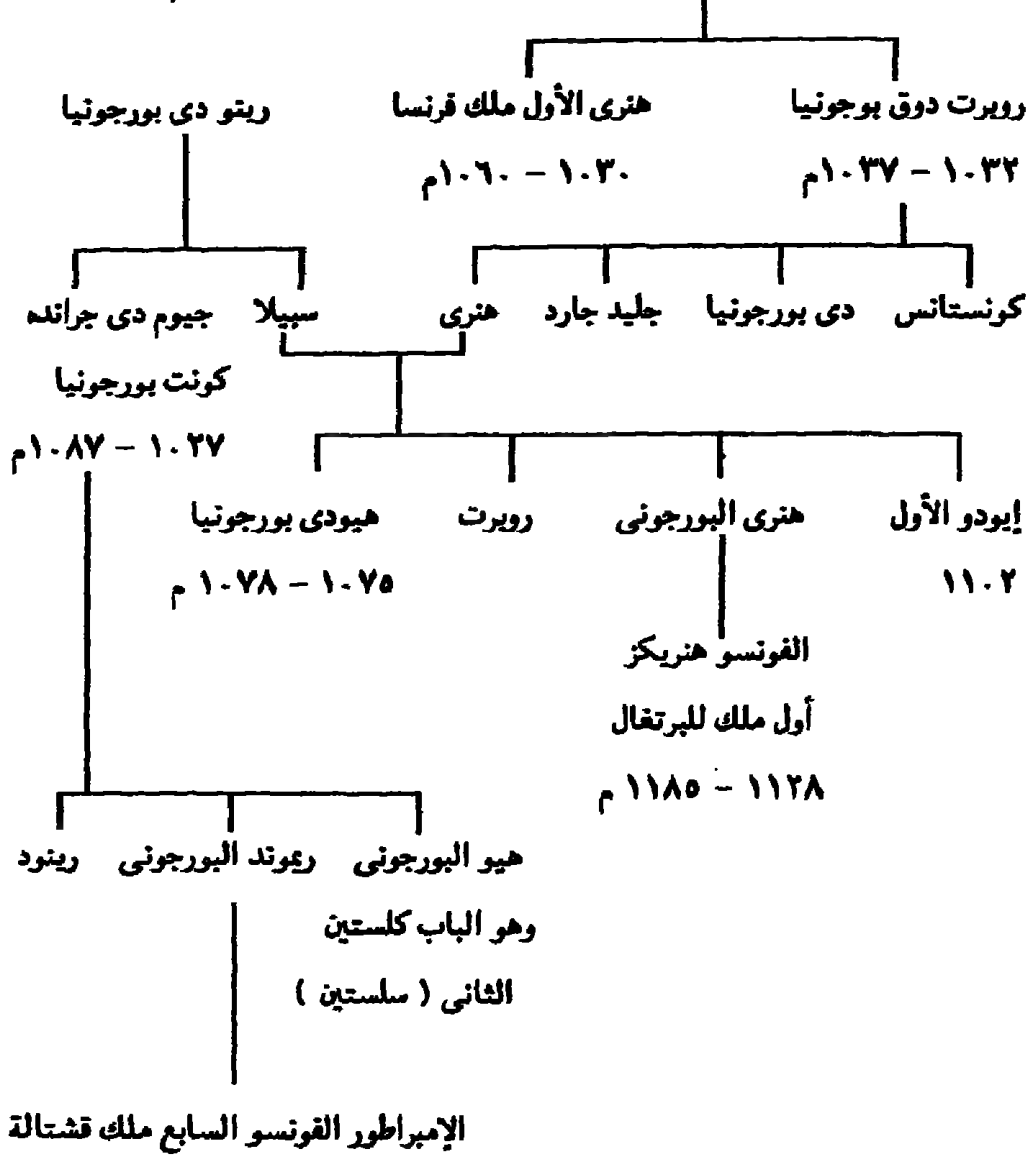 روبرت دوق بوجونيا هنرى الأول ملك قرنسا ريتو دى بورجونيا
١٠٣٢ – ١٠٣٧م ١٠٣٠ – ١٠٦٠م
كونستانس دى بورجونيا جليد جارد هنرى سبيلا جيوم دى جرانده
كونت بورجونيا
١٠٢٧ – ١٠٨٧م
إيودو الأول هنرى البورجونى روبرت هيودى بورجونيا
١١٠٢ ١٠٧٥ – ١٠٧٨ م
الفونسو هنريكز
أول ملك للبرتغال
١١٢٨ – ١١٨٥ م
هيو البورجونى ريموند البورجونى رينود
وهو الباب كلستين
الثانى ( سلستين )
الإمبراطور الفونسو السابع ملك قشتالة